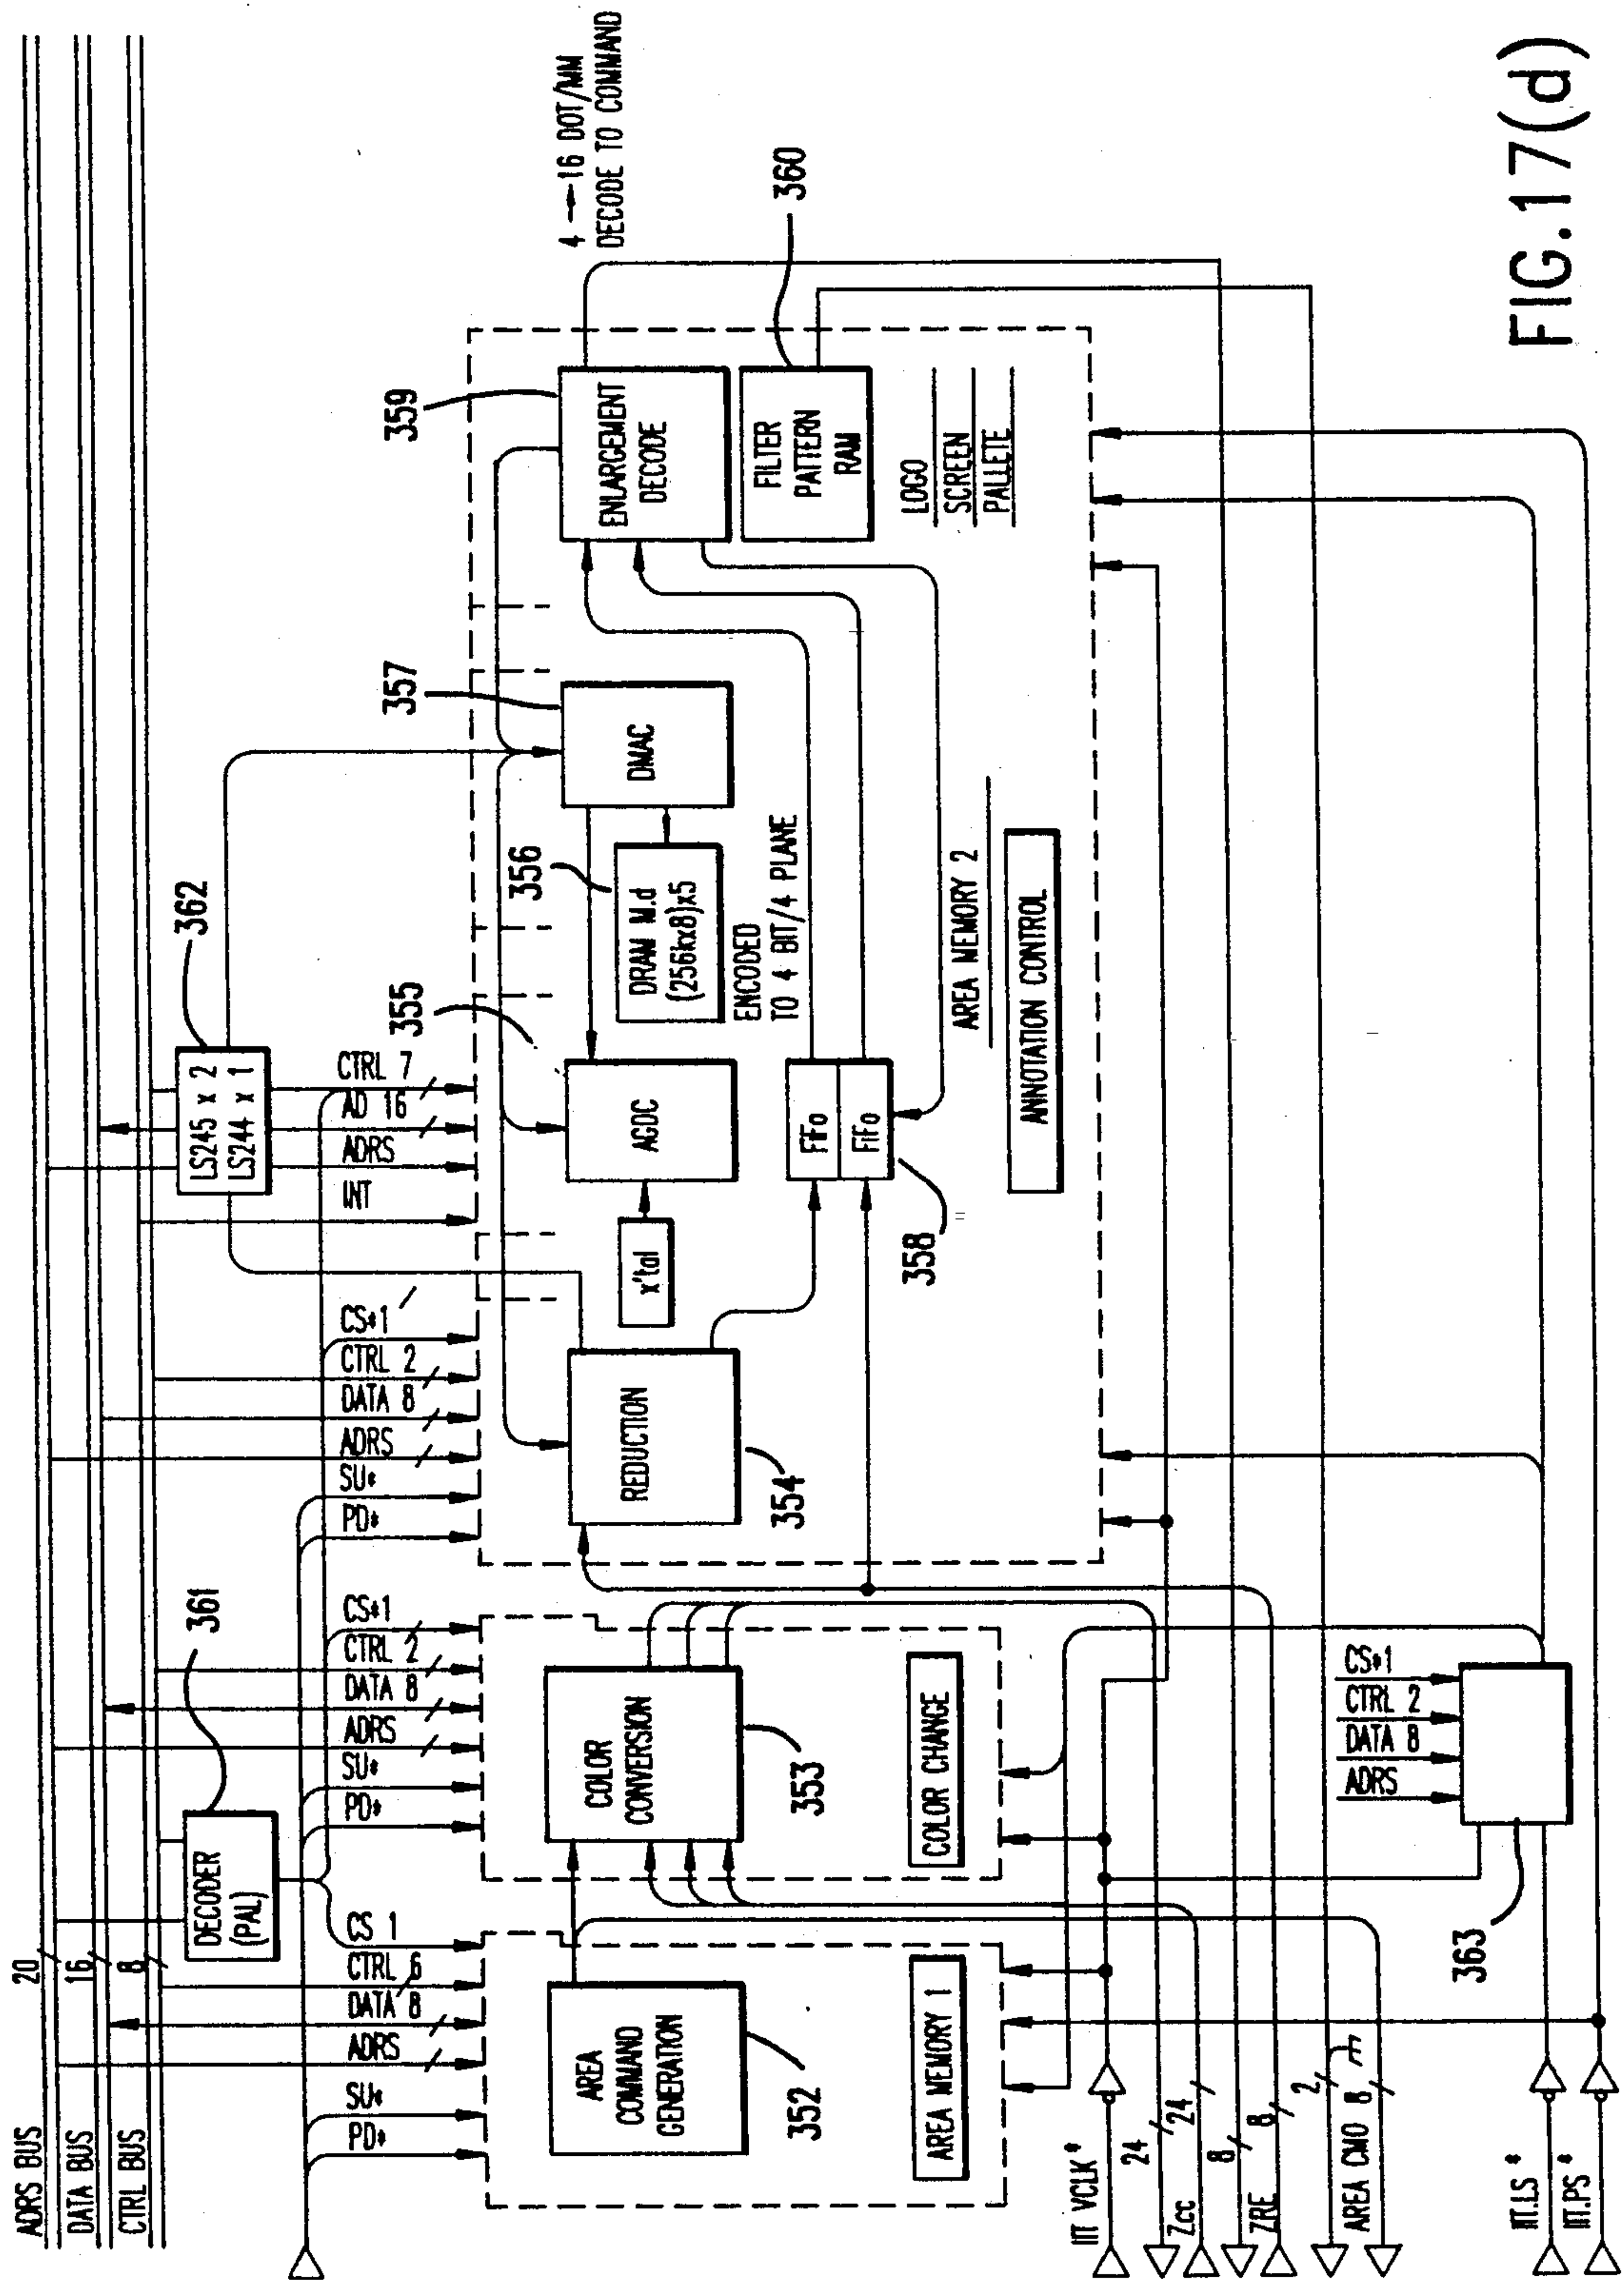 ADRS BUS
20
DATA BUS
16
CTRL BUS
8
361
DECODER
(PAL)
362
LS245 x 2
LS244 x 1
PD*
SU*
ADRS
DATA 8
CTRL 6
CS 1
PD*
SU*
ADRS
DATA 8
CTRL 2
CS*1
PD*
SU*
ADRS
DATA 8
CTRL 2
CS*1
INT
ADRS
AD 16
CTRL 7
AREA
COMMAND
GENERATION
352
AREA MEMORY 1
COLOR
CONVERSION
353
COLOR CHANGE
REDUCTION
354
x'tal
AGDC
355
DRAM M.d
(256kx8)x5
356
DMAC
357
ENCODED
TO 4 BIT/4 PLANE
FiFo
FiFo
358
AREA MEMORY 2
ANNOTATION CONTROL
ENLARGEMENT
DECODE
359
FILTER
PATTERN
RAM
360
LOGO
SCREEN
PALLETE
4 → 16 DOT/MM
DECODE TO COMMAND
IIT VCLK*
24
Zcc
24
8
ZRE
8
2
AREA CMO 8
IIT.LS*
IIT.PS*
363
ADRS
DATA 8
CTRL 2
CS*1
FIG.17(d)